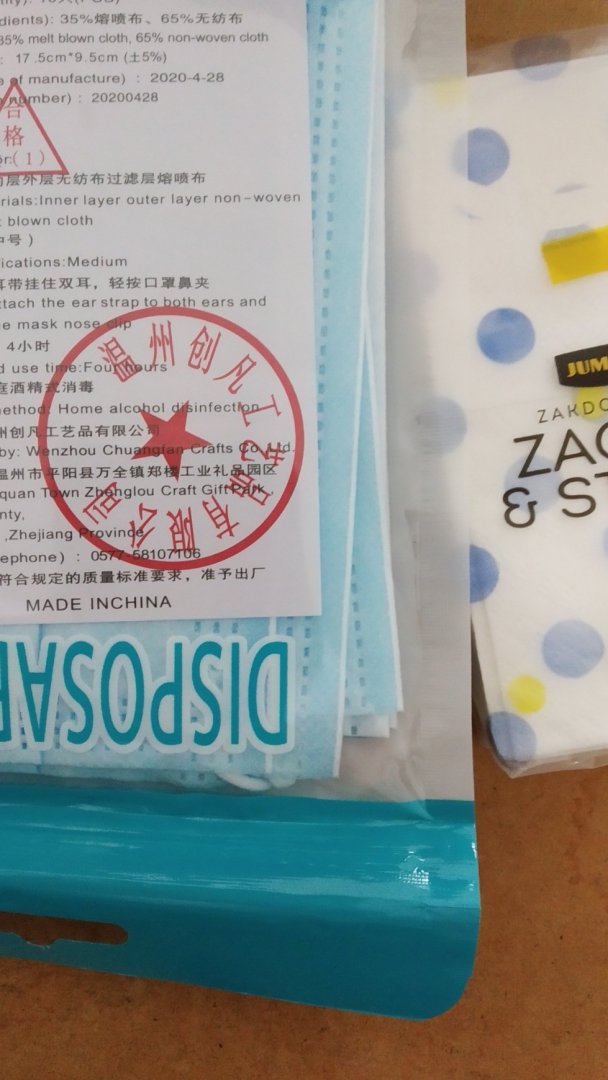 dients): 35%熔喷布、65%无纺布
35% melt blown cloth, 65% non-woven cloth
: 17 .5cm*9.5cm (土5%)
e of manufacture) : 2020-4-28
number) : 20200428
合
格
or:(1)
层外层无纺布过滤层熔喷布
rials:Inner layer outer layer non-woven
t blown cloth
中号)
fications:Medium
耳带挂住双耳，轻按口罩鼻夹
ttach the ear strap to both ears and
e mask nose clip
4小时
d use time:Four hours
庭酒精式消毒
method: Home alcohol disinfection
州创凡工艺品有限公司
by: Wenzhou Chuangfan Crafts Co.,Ltd.
温州市平阳县万全镇郑楼工业礼品园区
quan Town Zhenglou Craft Gift Park ,
nty,
,Zhejiang Province
ephone) : 0577-58107106
符合规定的质量标准要求，准予出厂
MADE INCHINA
温州创凡工艺品有限公司
DISPOSA
JUM
ZAKDO
ZAC
& ST